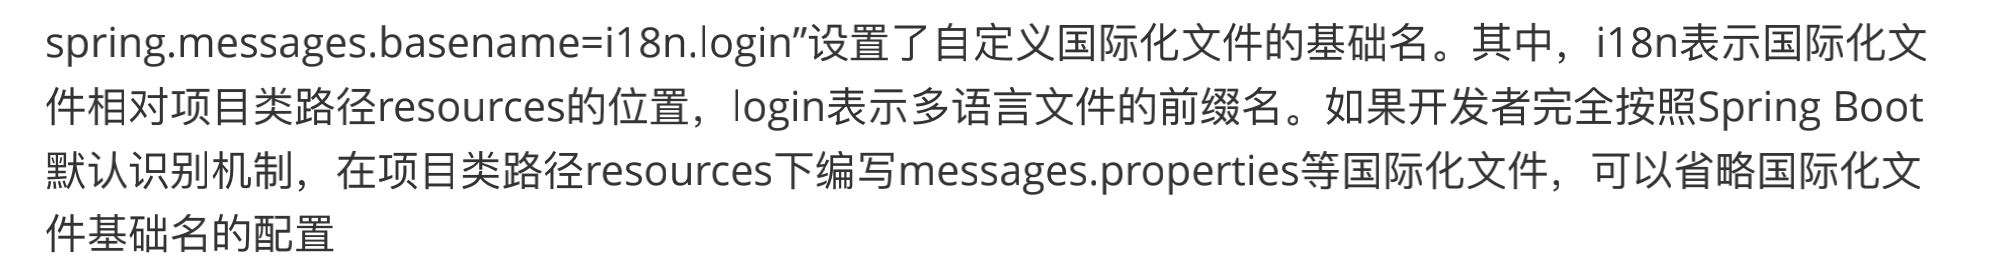 spring.messages.basename=i18n.login”设置了自定义国际化文件的基础名。其中，i18n表示国际化文
件相对项目类路径resources的位置，login表示多语言文件的前缀名。如果开发者完全按照Spring Boot
默认识别机制，在项目类路径resources下编写messages.properties等国际化文件，可以省略国际化文
件基础名的配置